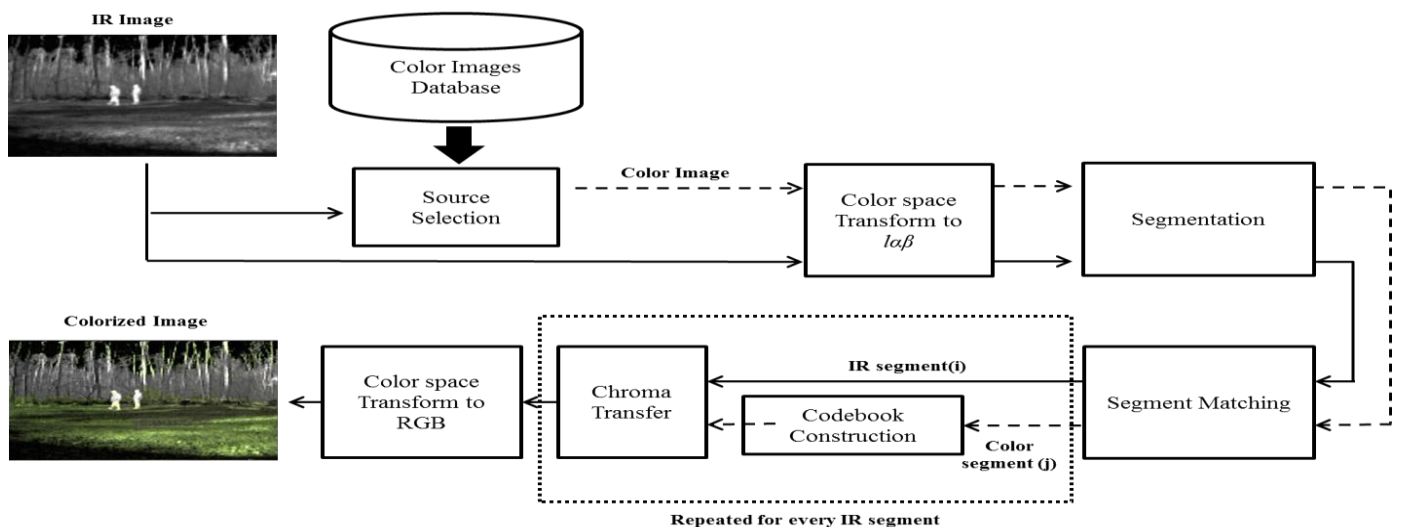 IR Image
Color Images
Database
Source
Selection
Color Image
Color space
Transform to
lαβ
Segmentation
Colorized Image
Color space
Transform to
RGB
Chroma
Transfer
IR segment(i)
Codebook
Construction
Color
segment (j)
Segment Matching
Repeated for every IR segment